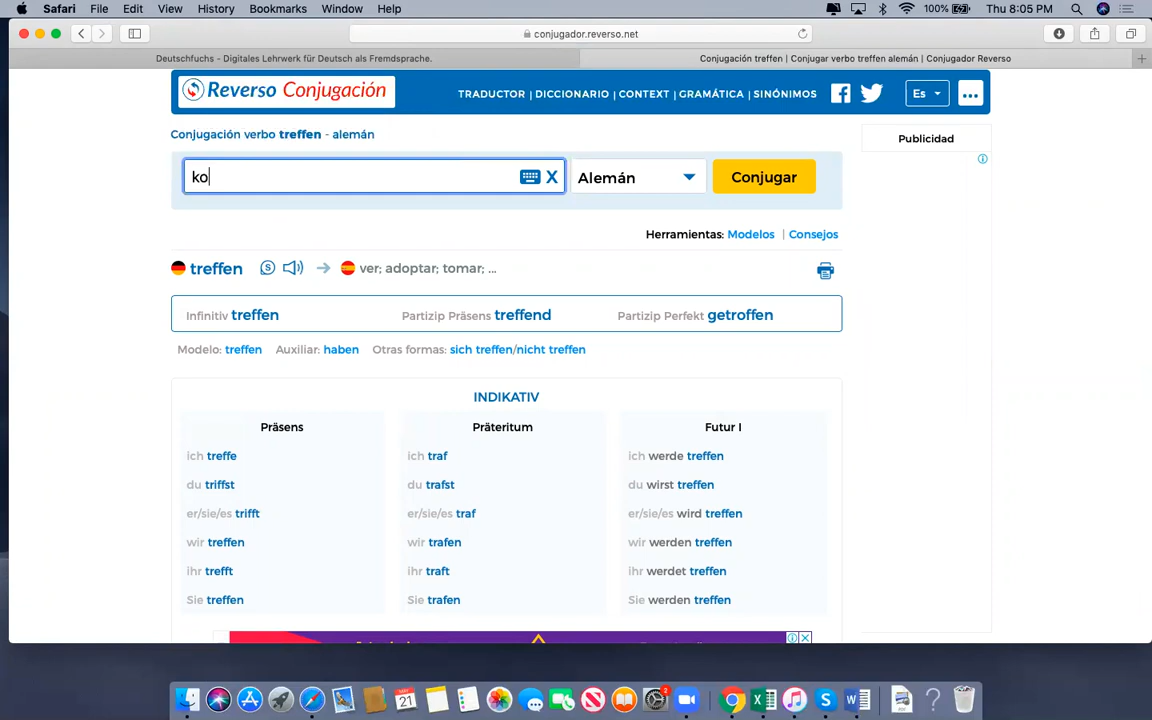 Safari File Edit View History Bookmarks Window Help 100% Thu 8:05 PM
conjugador.reverso.net
Deutschfuchs - Digitales Lehrwerk für Deutsch als Fremdsprache. Conjugación treffen | Conjugar verbo treffen alemán | Conjugador Reverso
Reverso Conjugación TRADUCTOR | DICCIONARIO | CONTEXT | GRAMÁTICA | SINÓNIMOS Es ...
Conjugación verbo treffen - alemán
Publicidad
ko X Alemán Conjugar
Herramientas: Modelos | Consejos
treffen ver; adoptar; tomar; ...
Infinitiv treffen Partizip Präsens treffend Partizip Perfekt getroffen
Modelo: treffen Auxiliar: haben Otras formas: sich treffen/nicht treffen
INDIKATIV
Präsens Präteritum Futur I
ich treffe ich traf ich werde treffen
du triffst du trafst du wirst treffen
er/sie/es trifft er/sie/es traf er/sie/es wird treffen
wir treffen wir trafen wir werden treffen
ihr trefft ihr traft ihr werdet treffen
Sie treffen Sie trafen Sie werden treffen
21
2